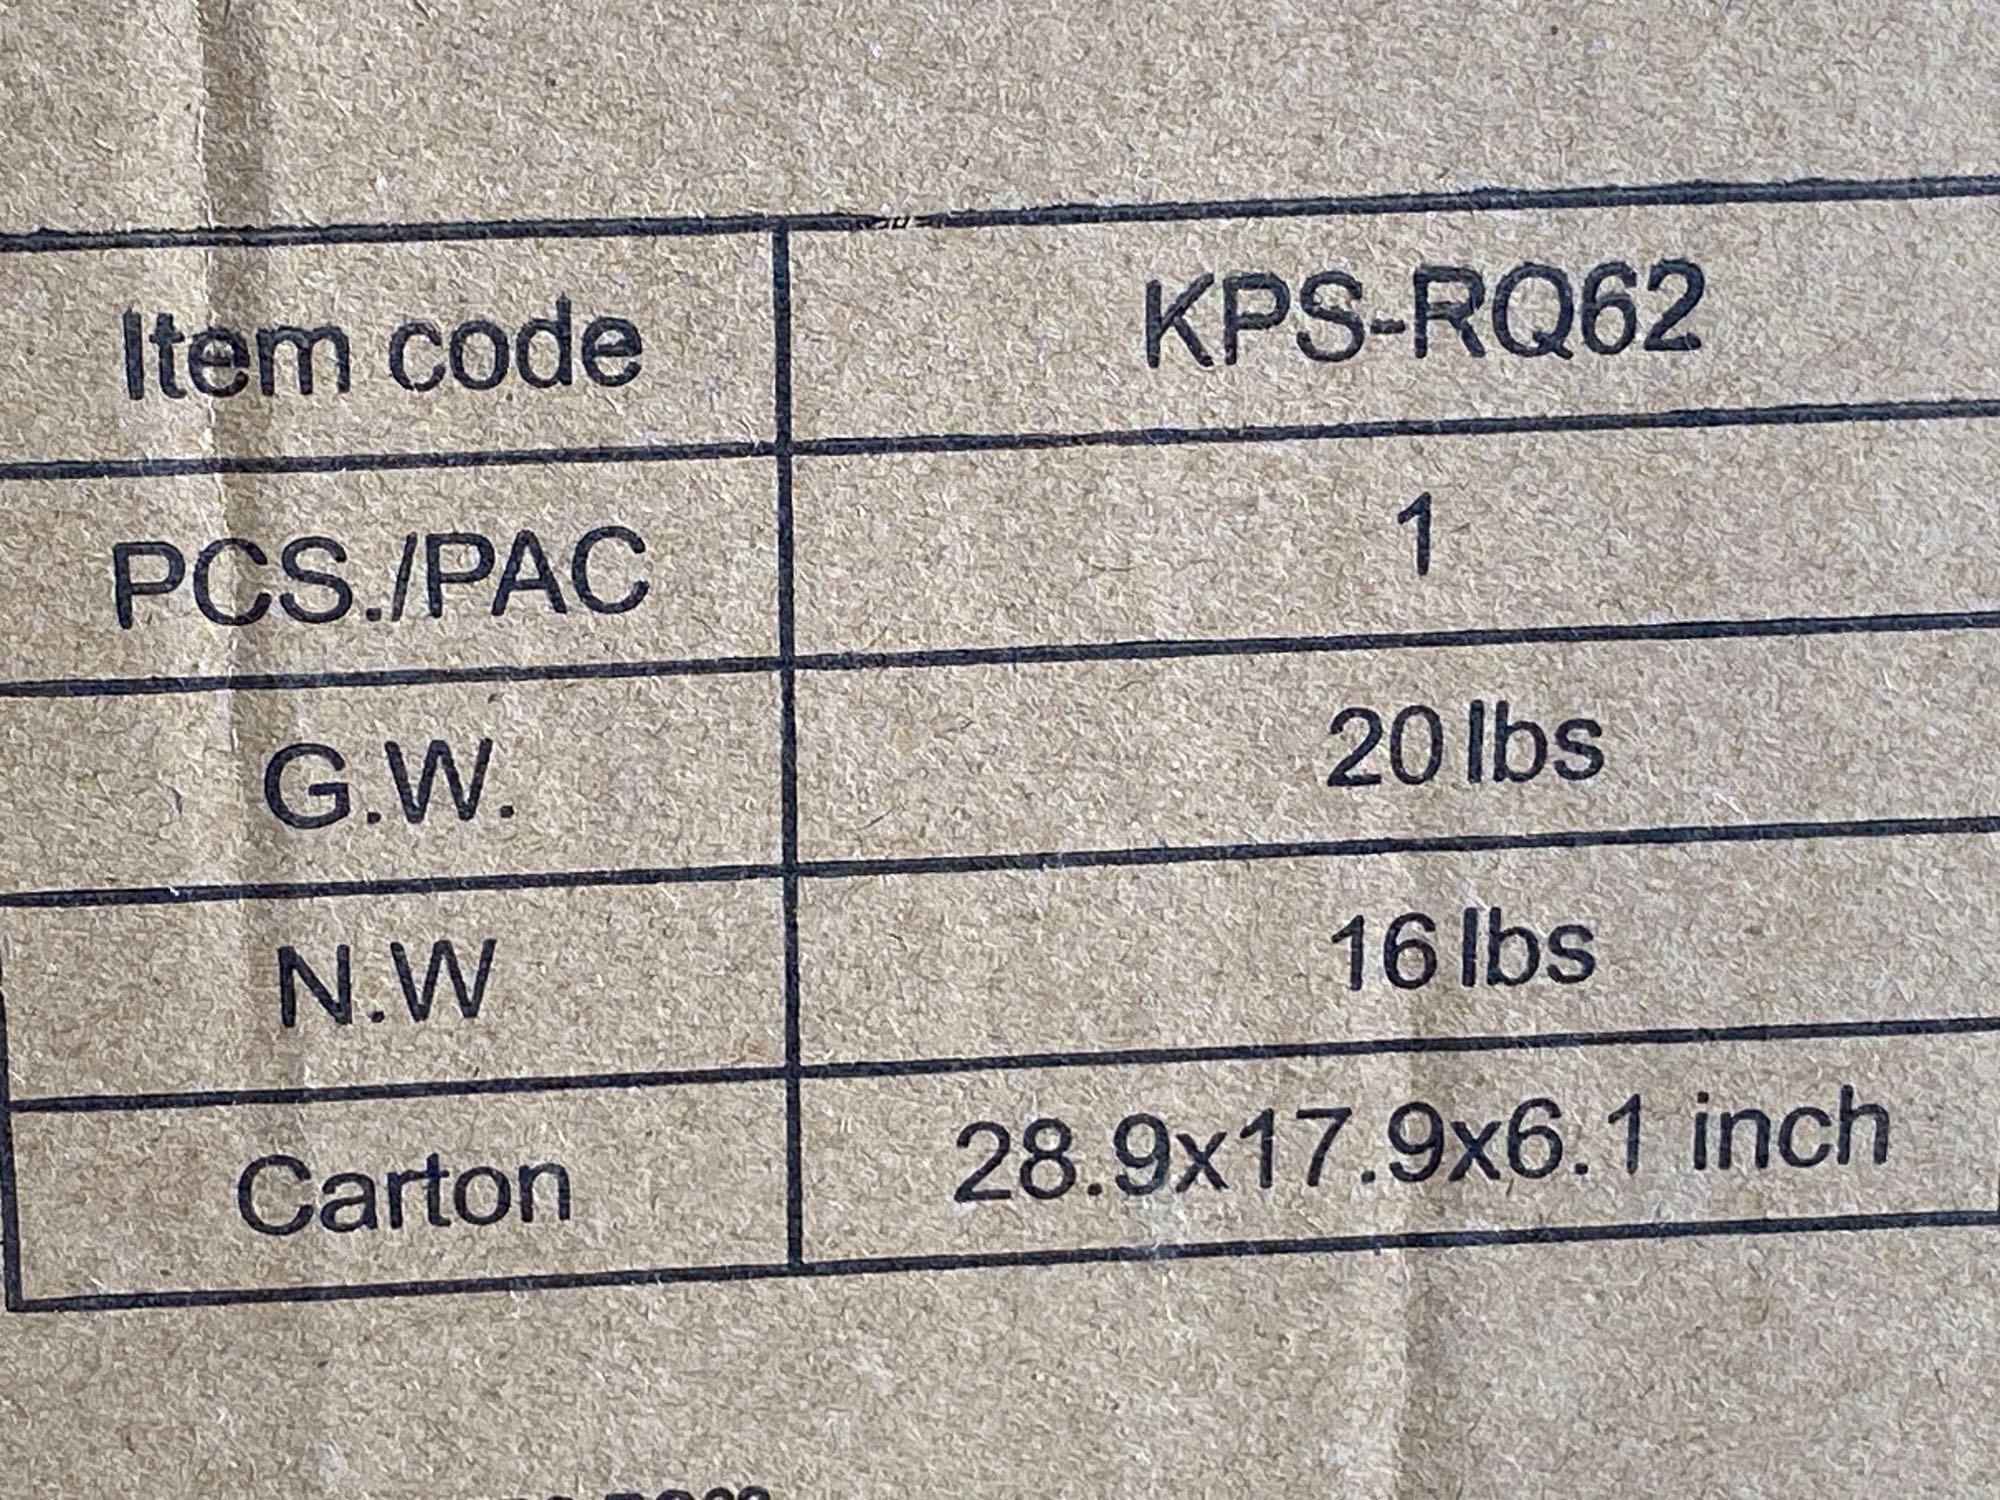 Item code KPS-RQ62
PCS./PAC 1
G.W. 20 lbs
N.W 16 lbs
Carton 28.9x17.9x6.1 inch